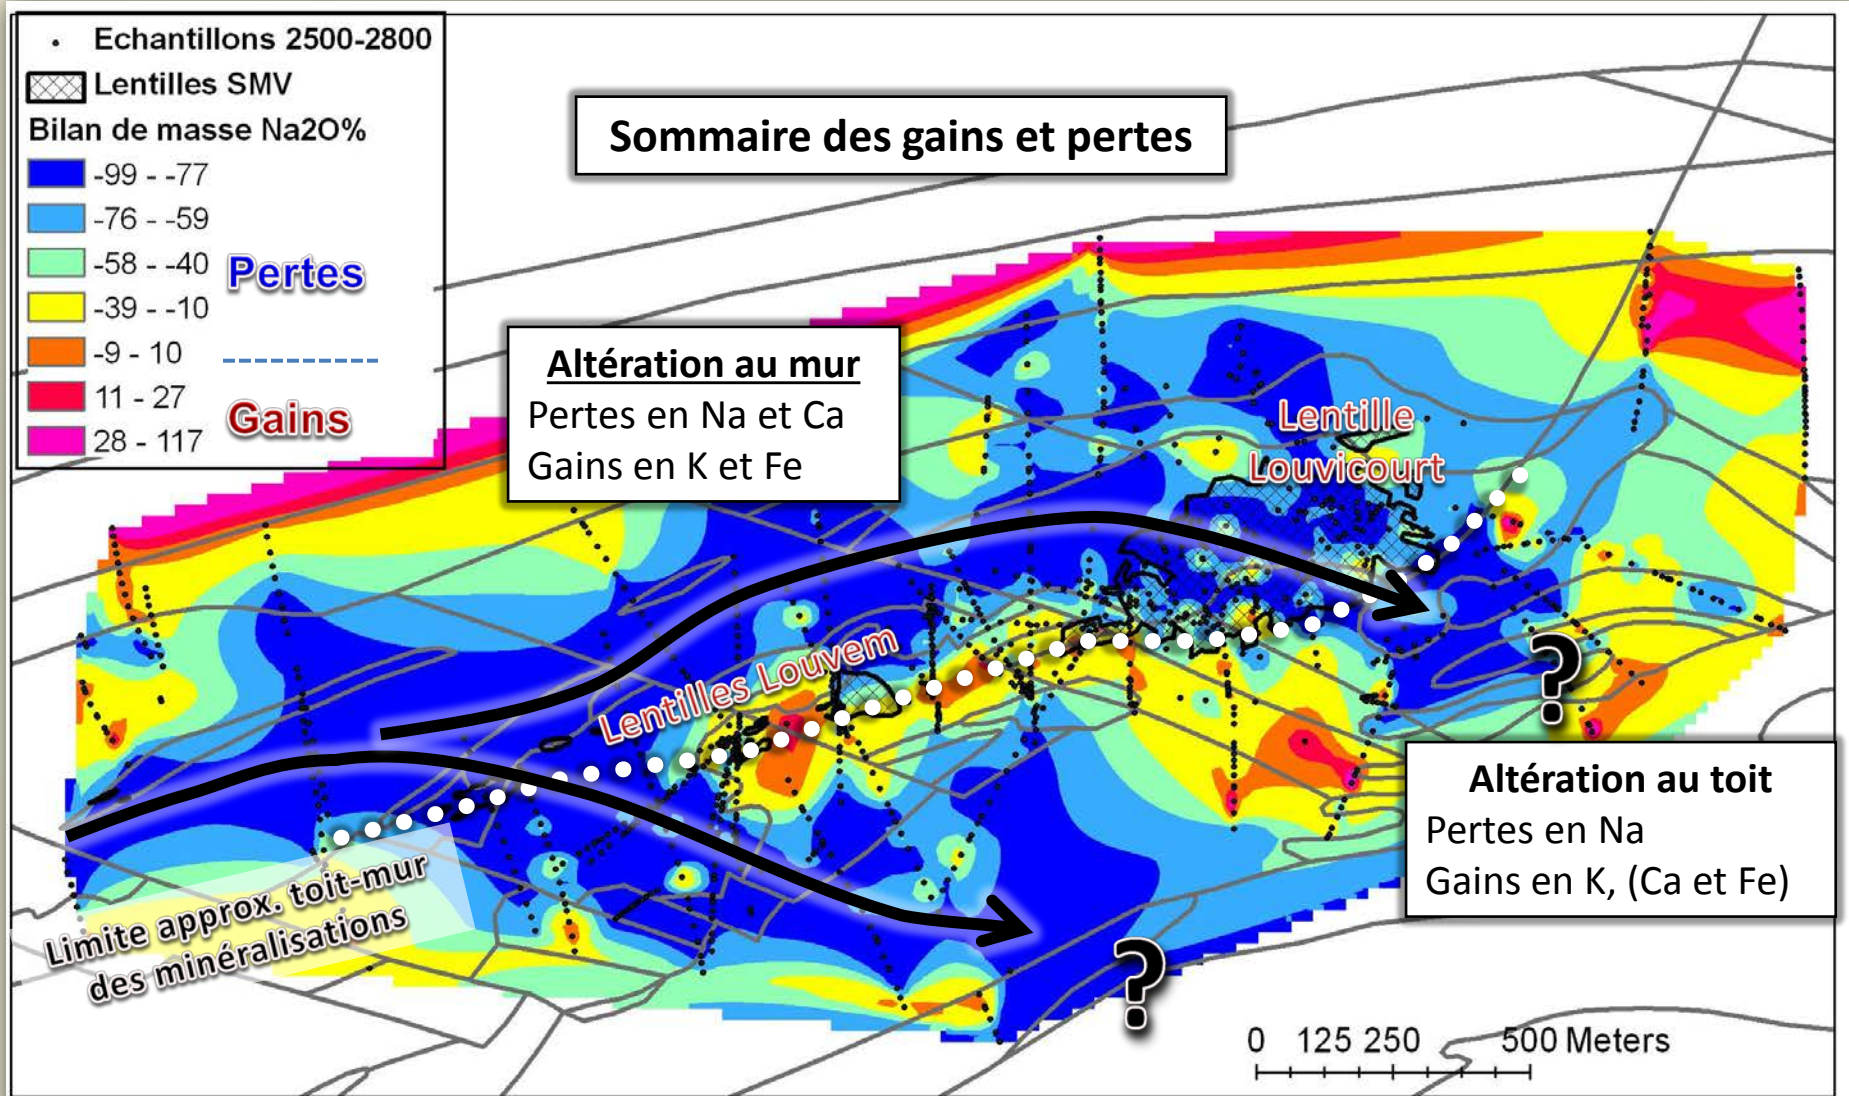 Echantillons 2500-2800
Lentilles SMV
Bilan de masse Na2O%
-99 - -77
-76 - -59
-58 - -40
-39 - -10
-9 - 10
11 - 27
28 - 117
Pertes
Gains
Sommaire des gains et pertes
Altération au mur
Pertes en Na et Ca
Gains en K et Fe
Lentille
Louvicourt
Lentilles Louvem
?
Altération au toit
Pertes en Na
Gains en K, (Ca et Fe)
Limite approx. toit-mur
des minéralisations
?
0 125 250 500 Meters